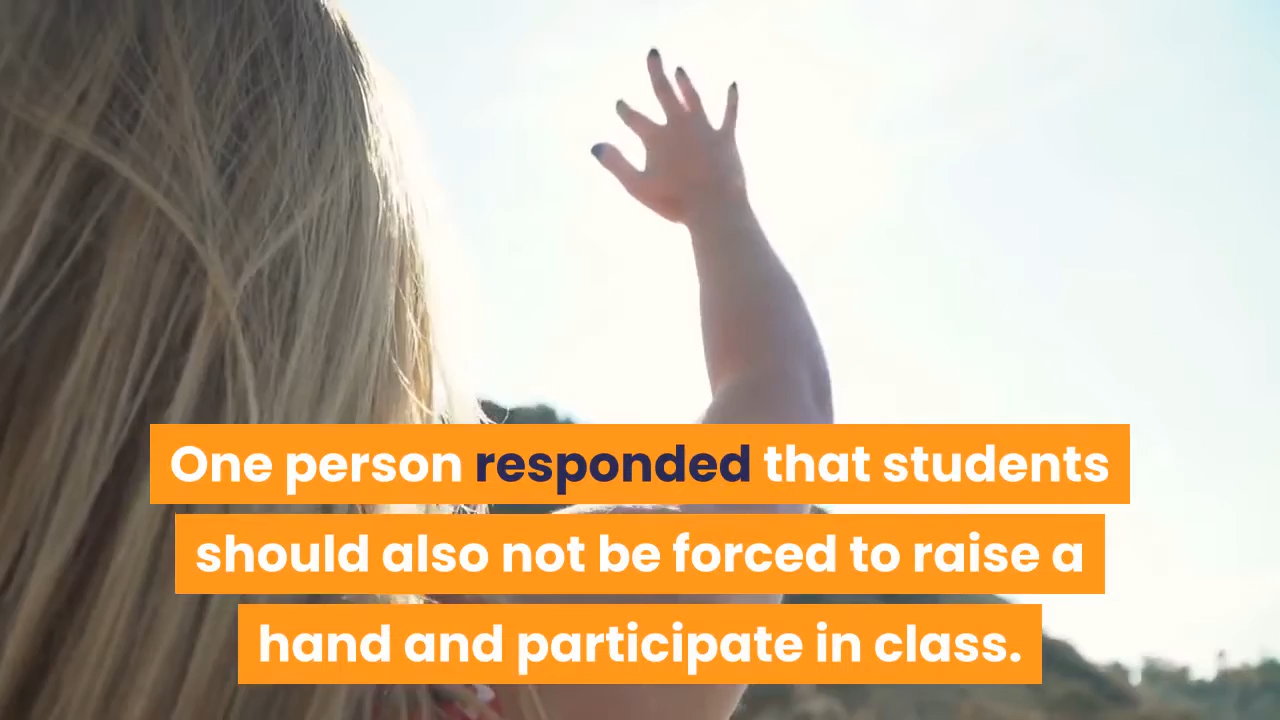 One person responded that students
should also not be forced to raise a
hand and participate in class.